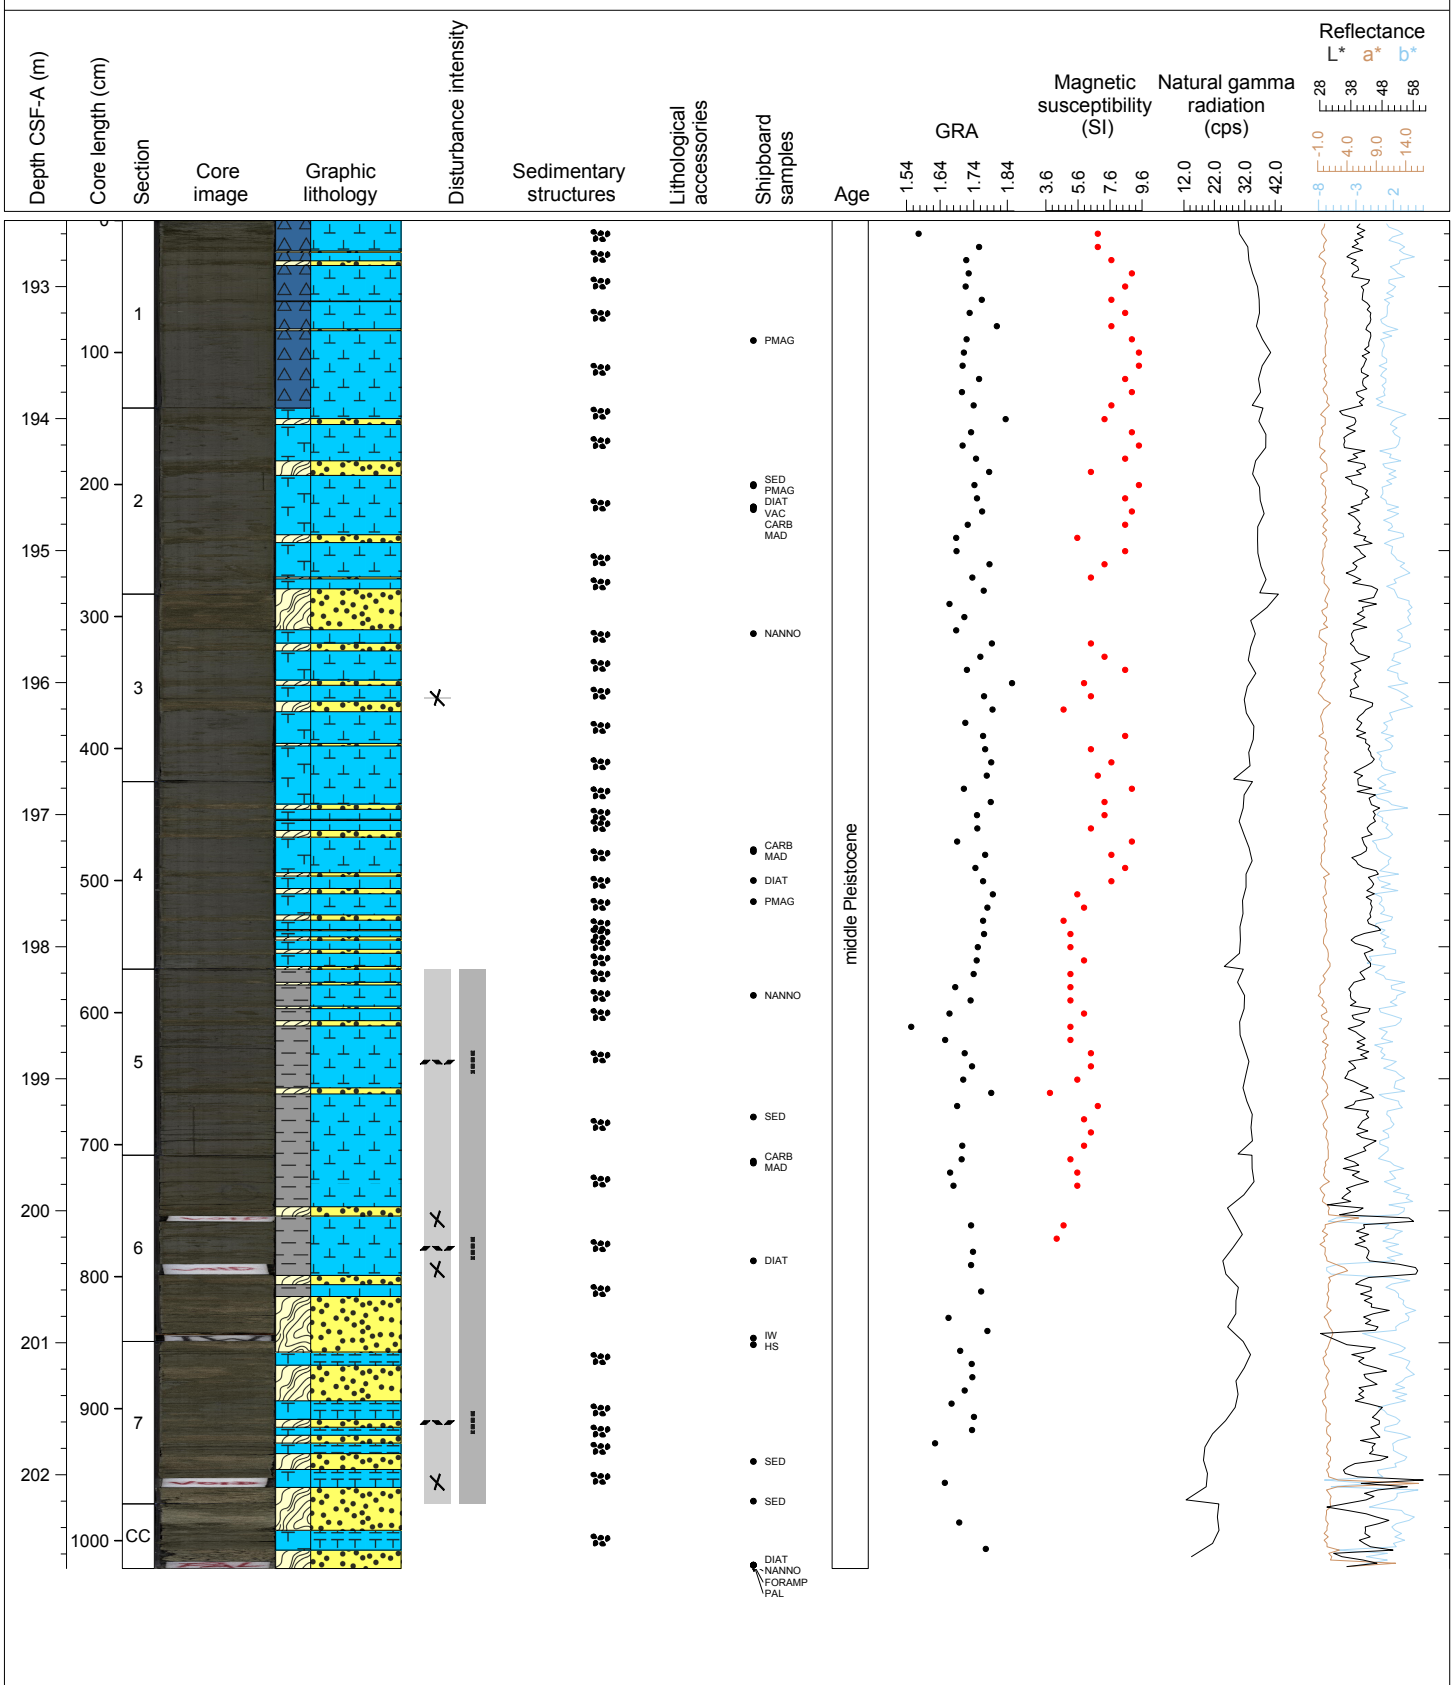 Depth CSF-A (m)
Core length (cm)
Section
Core
image
Graphic
lithology
Disturbance intensity
Sedimentary
structures
Lithological
accessories
Shipboard
samples
Age
GRA
1.54 1.64 1.74 1.84
Magnetic
susceptibility
(SI)
3.6 5.6 7.6 9.6
Natural gamma
radiation
(cps)
12.0 22.0 32.0 42.0
Reflectance
L* a* b*
28 38 48 58
-1.0 4.0 9.0 14.0
-8 -3 2
0
193
1
100
PMAG
194
200
2
SED
PMAG
DIAT
VAC
CARB
MAD
195
300
NANNO
196
3
400
197
CARB
MAD
4
500
DIAT
PMAG
middle Pleistocene
198
NANNO
600
5
199
SED
700
CARB
MAD
200
6
DIAT
800
IW
HS
201
900
7
SED
202
SED
CC
1000
DIAT
NANNO
FORAMP
PAL